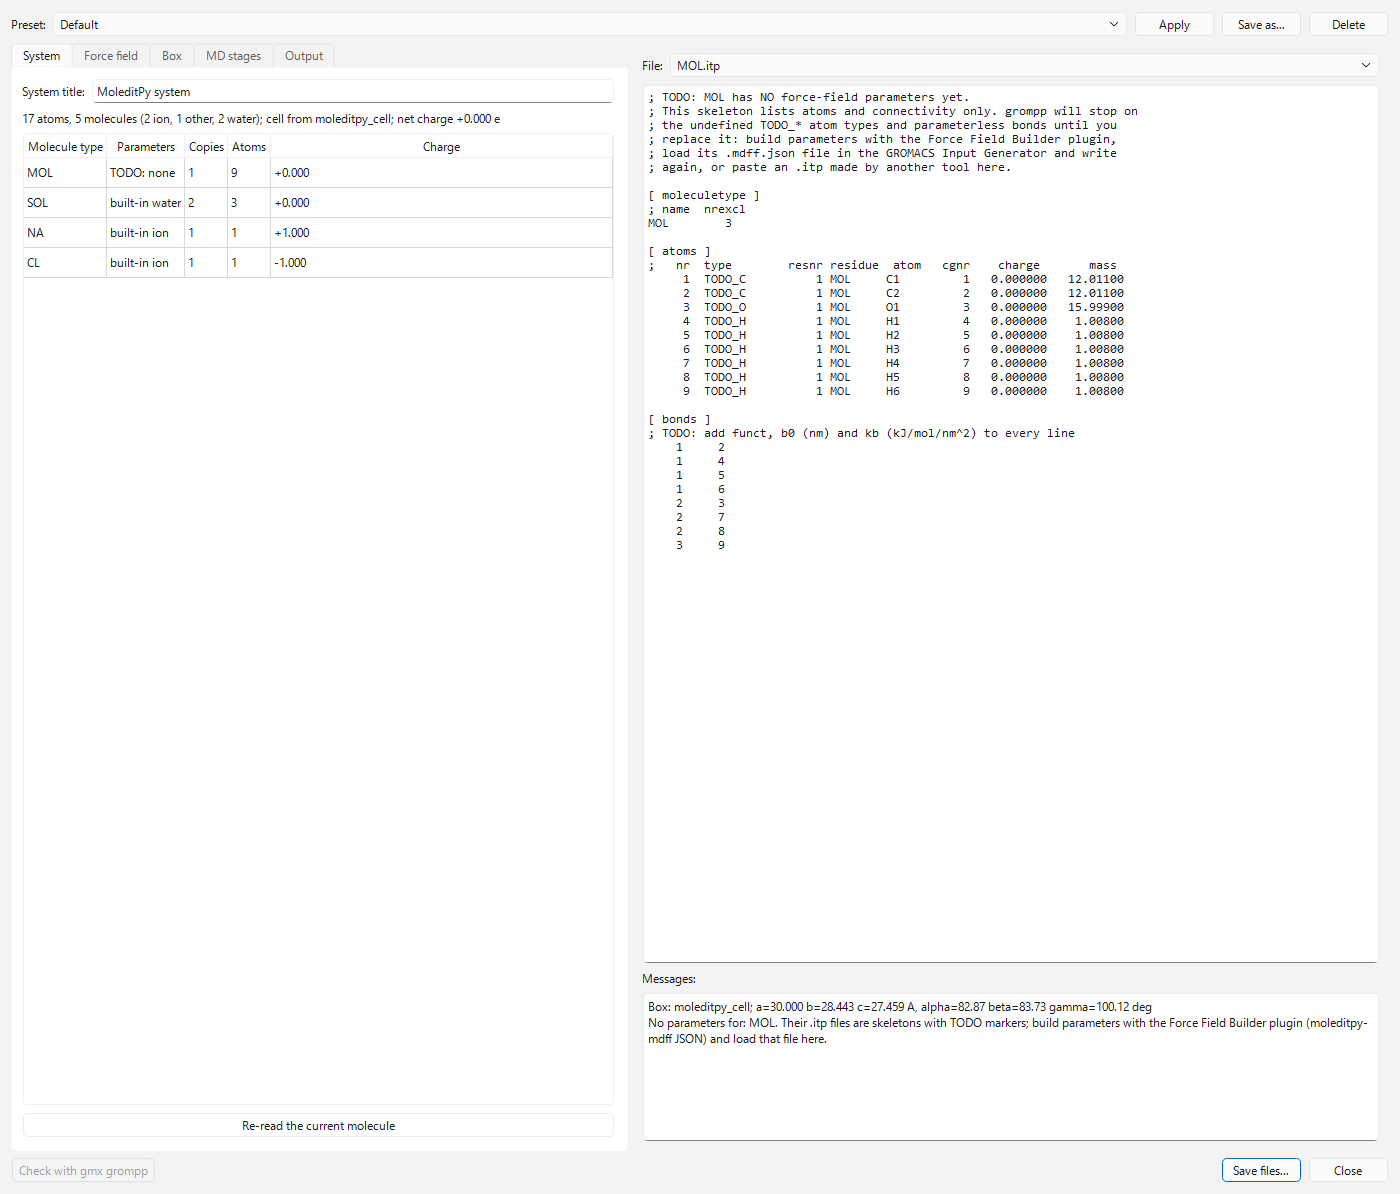 Preset: Default Apply Save as... Delete
System Force field Box MD stages Output
System title: MoleditPy system
17 atoms, 5 molecules (2 ion, 1 other, 2 water); cell from moleditpy_cell; net charge +0.000 e
Molecule type Parameters Copies Atoms Charge
MOL TODO: none 1 9 +0.000
SOL built-in water 2 3 +0.000
NA built-in ion 1 1 +1.000
CL built-in ion 1 1 -1.000
Re-read the current molecule
Check with gmx grompp
File: MOL.itp
; TODO: MOL has NO force-field parameters yet.
; This skeleton lists atoms and connectivity only. grompp will stop on
; the undefined TODO_* atom types and parameterless bonds until you
; replace it: build parameters with the Force Field Builder plugin,
; load its .mdff.json file in the GROMACS Input Generator and write
; again, or paste an .itp made by another tool here.
[ moleculetype ]
; name  nrexcl
MOL        3
[ atoms ]
;   nr  type        resnr residue  atom   cgnr    charge       mass
     1  TODO_C          1 MOL     C1         1   0.000000   12.01100
     2  TODO_C          1 MOL     C2         2   0.000000   12.01100
     3  TODO_O          1 MOL     O1         3   0.000000   15.99900
     4  TODO_H          1 MOL     H1         4   0.000000    1.00800
     5  TODO_H          1 MOL     H2         5   0.000000    1.00800
     6  TODO_H          1 MOL     H3         6   0.000000    1.00800
     7  TODO_H          1 MOL     H4         7   0.000000    1.00800
     8  TODO_H          1 MOL     H5         8   0.000000    1.00800
     9  TODO_H          1 MOL     H6         9   0.000000    1.00800
[ bonds ]
; TODO: add funct, b0 (nm) and kb (kJ/mol/nm^2) to every line
    1     2
    1     4
    1     5
    1     6
    2     3
    2     7
    2     8
    3     9
Messages:
Box: moleditpy_cell; a=30.000 b=28.443 c=27.459 A, alpha=82.87 beta=83.73 gamma=100.12 deg
No parameters for: MOL. Their .itp files are skeletons with TODO markers; build parameters with the Force Field Builder plugin (moleditpy-
mdff JSON) and load that file here.
Save files... Close